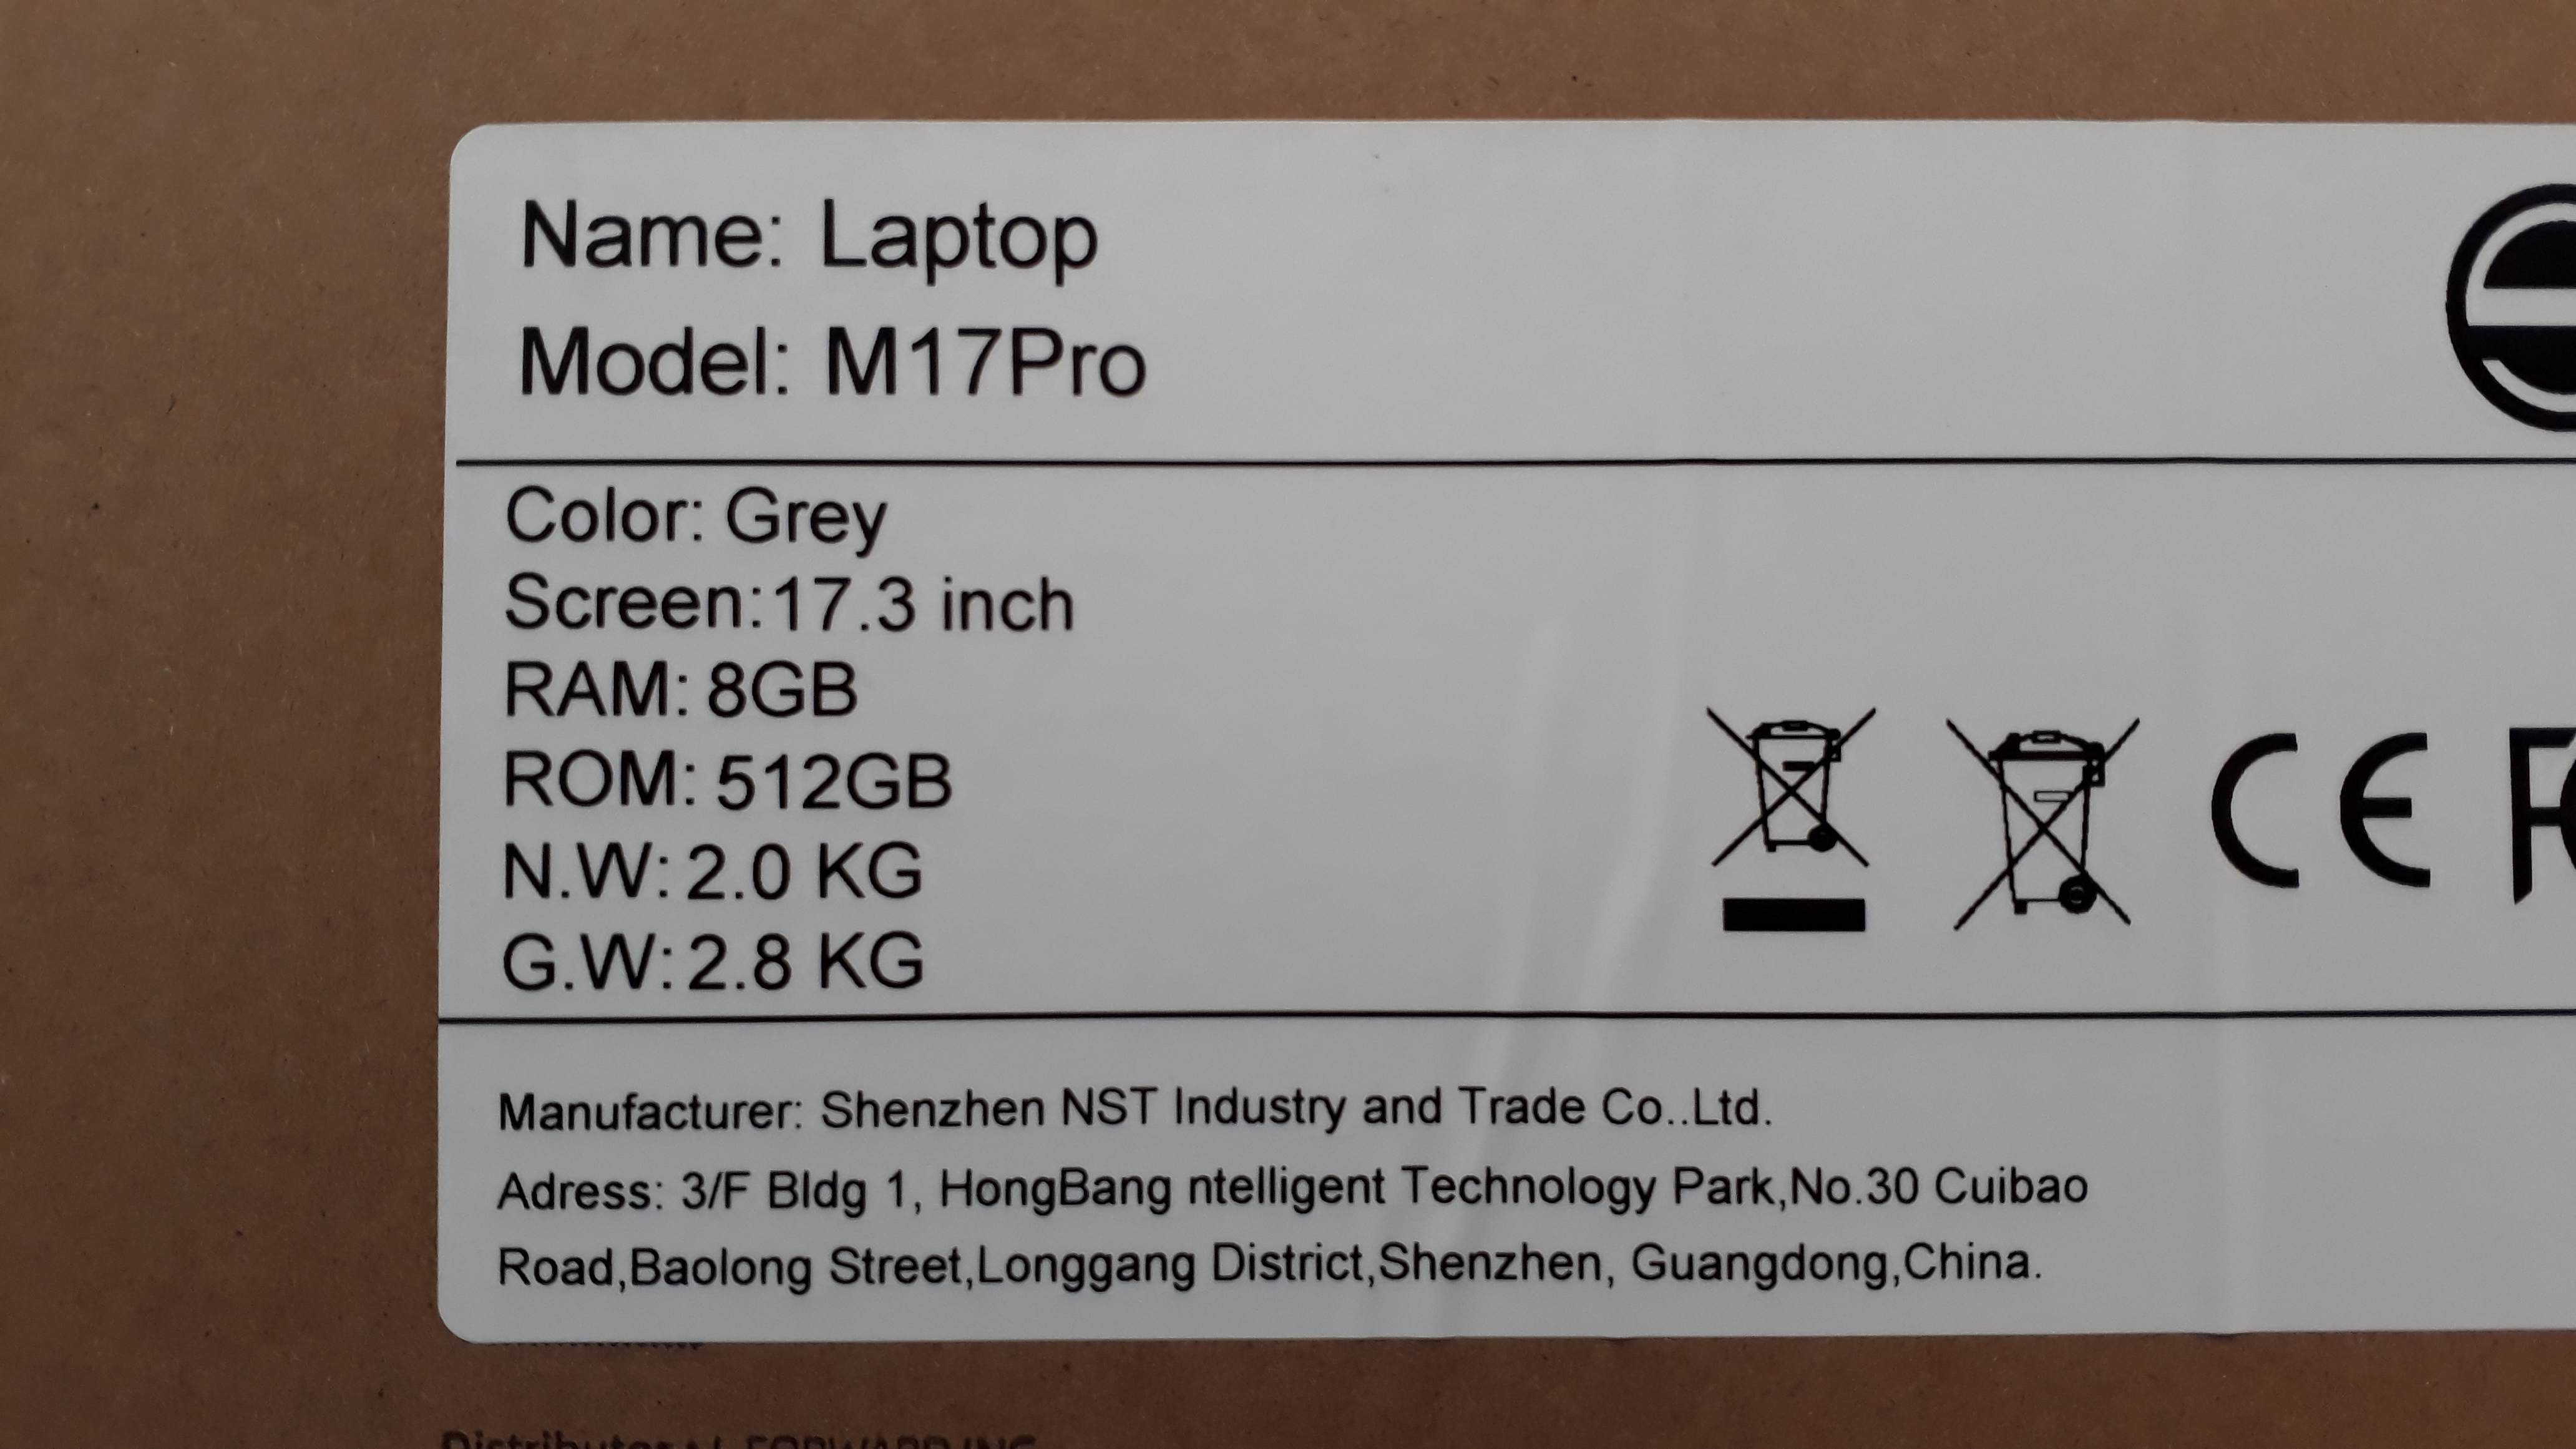 Name: Laptop
Model: M17Pro
Color: Grey
Screen:17.3 inch
RAM: 8GB
ROM: 512GB
N.W: 2.0 KG
G.W: 2.8 KG
CE
Manufacturer: Shenzhen NST Industry and Trade Co..Ltd.
Adress: 3/F Bldg 1, HongBang ntelligent Technology Park,No.30 Cuibao
Road,Baolong Street,Longgang District,Shenzhen, Guangdong,China.